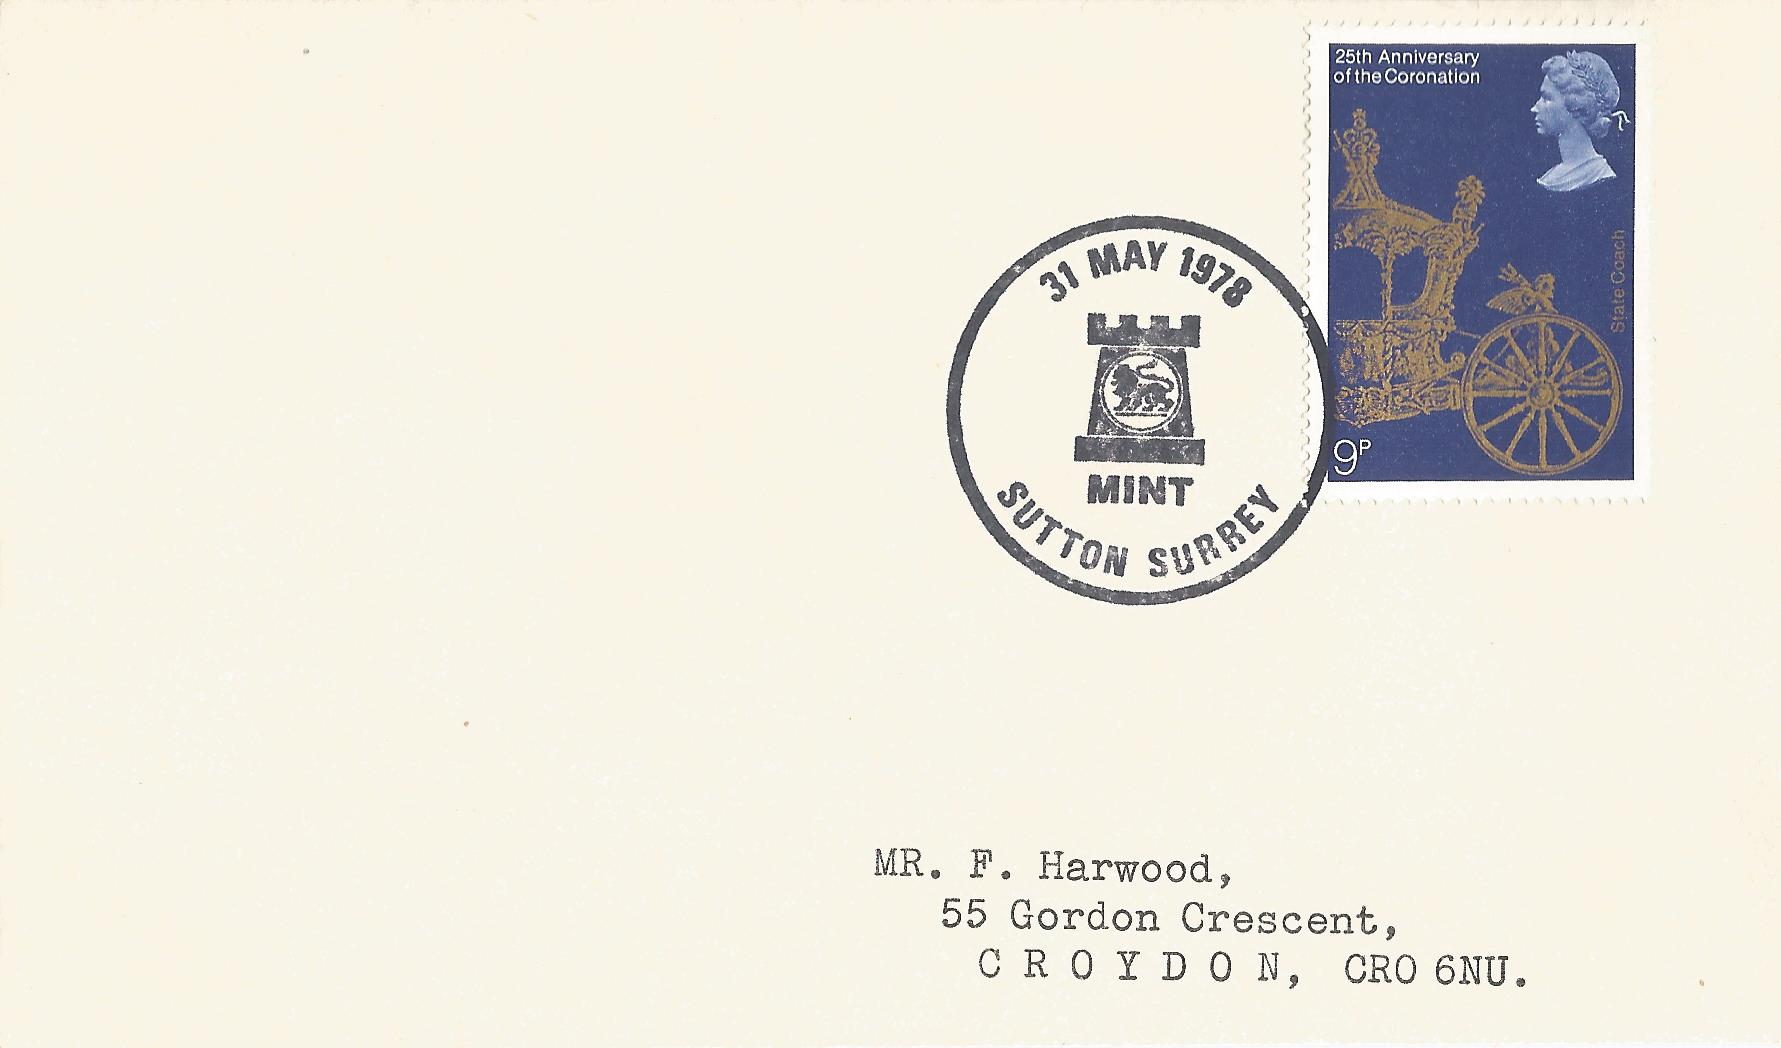 25th Anniversary
of the Coronation
State Coach
9P
31 MAY 1978
MINT
SUTTON SURREY
MR. F. Harwood,
55 Gordon Crescent,
C R O Y D O N, CRO 6NU.